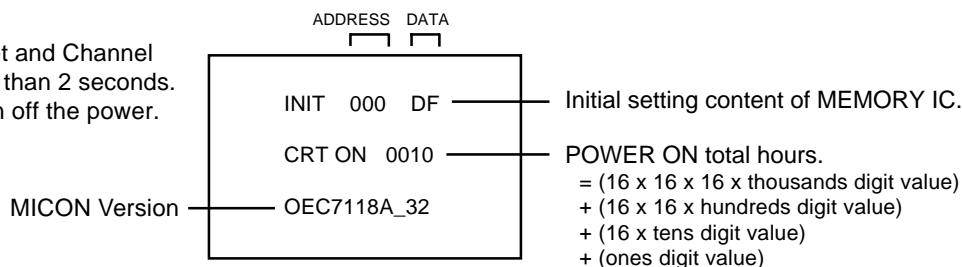 ADDRESS DATA
t and Channel
than 2 seconds.
off the power.
INIT 000 DF
Initial setting content of MEMORY IC.
CRT ON 0010
POWER ON total hours.
= (16 x 16 x 16 x thousands digit value)
+ (16 x 16 x hundreds digit value)
+ (16 x tens digit value)
+ (ones digit value)
MICON Version
OEC7118A_32